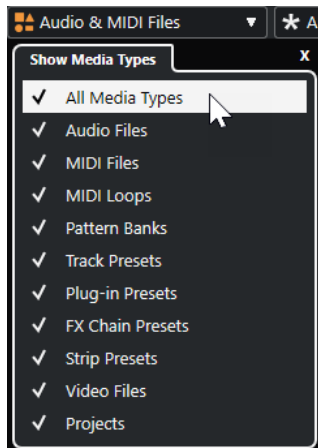 Audio & MIDI Files
A
Show Media Types
x
All Media Types
Audio Files
MIDI Files
MIDI Loops
Pattern Banks
Track Presets
Plug-in Presets
FX Chain Presets
Strip Presets
Video Files
Projects